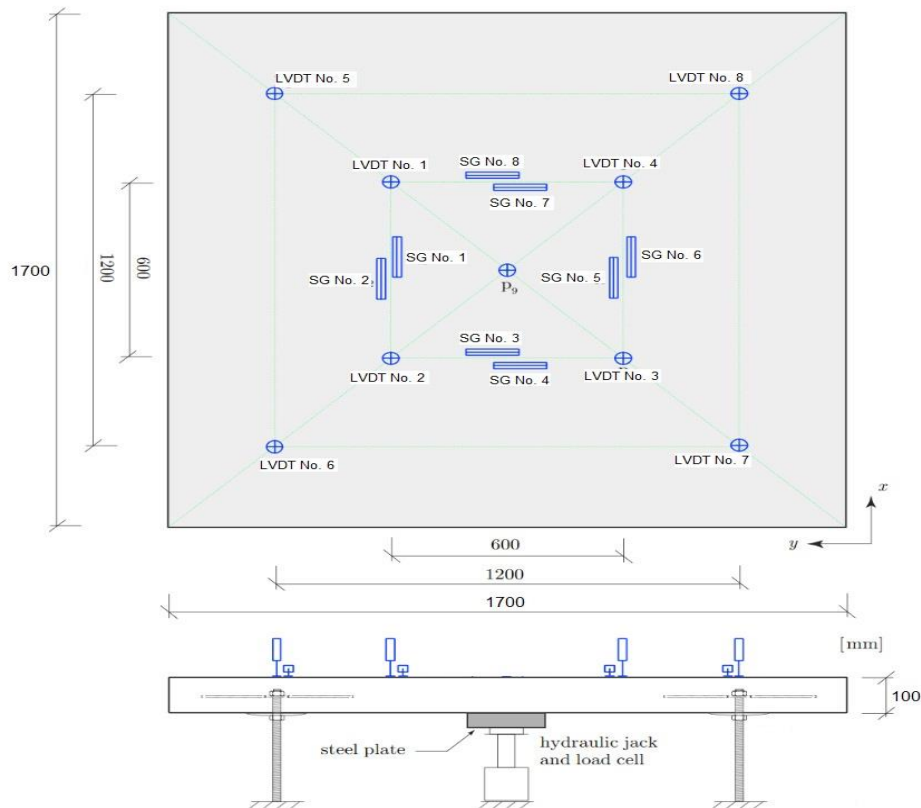 LVDT No. 5
LVDT No. 8
LVDT No. 1
SG No. 8
LVDT No. 4
SG No. 7
SG No. 1
SG No. 6
SG No. 2
SG No. 5
1700
1200
600
P9
SG No. 3
SG No. 4
LVDT No. 2
LVDT No. 3
LVDT No. 6
LVDT No. 7
x
y
600
1200
1700
[mm]
100
steel plate
hydraulic jack
and load cell